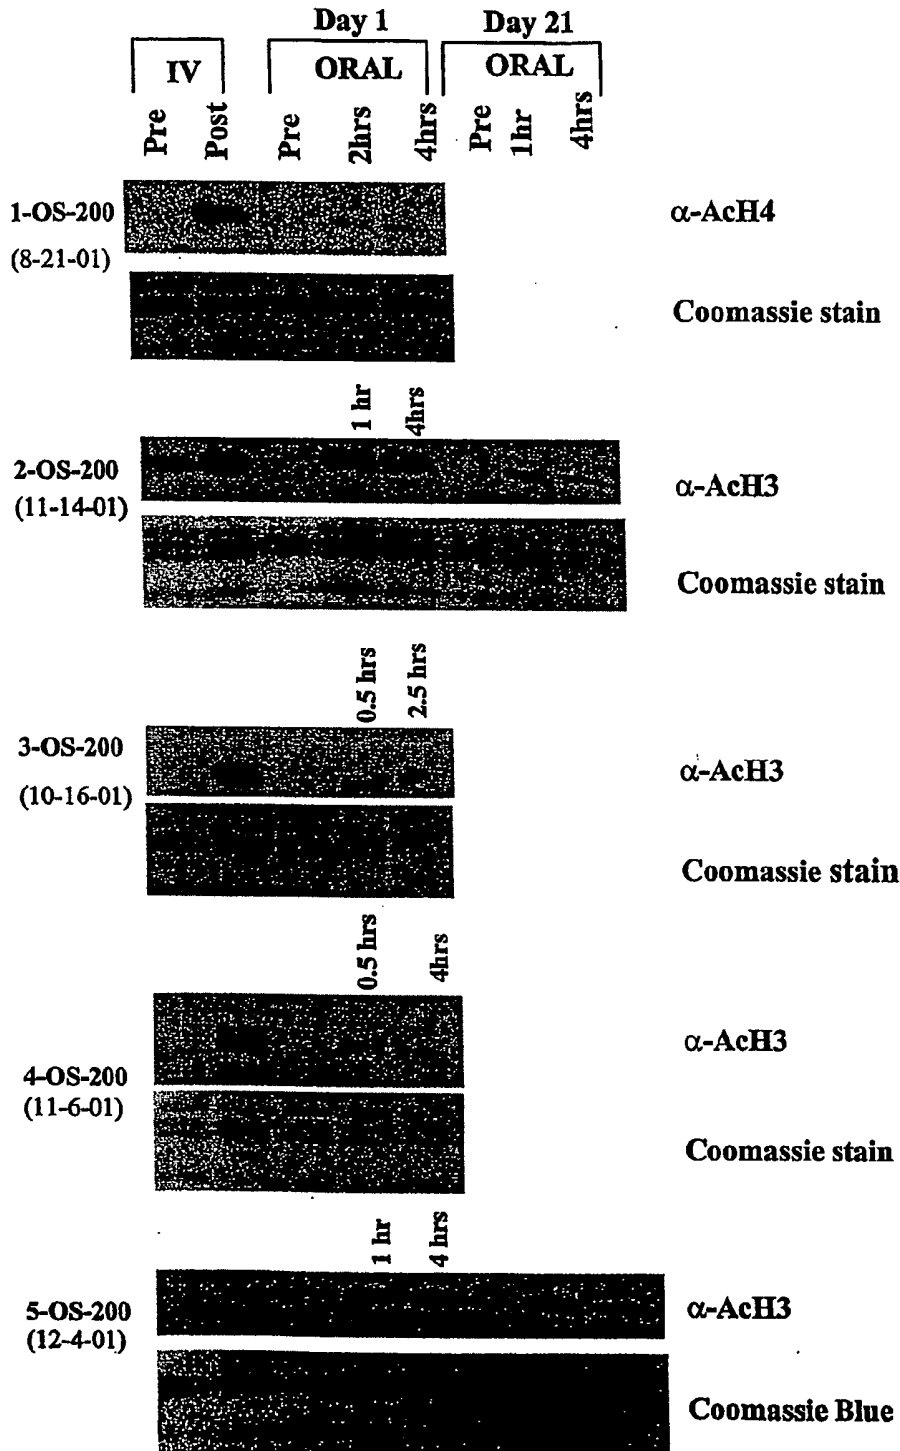 Day 1 Day 21
IV ORAL ORAL
Pre Post Pre 2hrs 4hrs Pre 1hr 4hrs
1-OS-200 α-AcH4
(8-21-01)
Coomassie stain
1 hr 4hrs
2-OS-200 α-AcH3
(11-14-01)
Coomassie stain
0.5 hrs 2.5 hrs
3-OS-200 α-AcH3
(10-16-01)
Coomassie stain
0.5 hrs 4hrs
α-AcH3
4-OS-200
(11-6-01)
Coomassie stain
1 hr 4 hrs
5-OS-200 α-AcH3
(12-4-01)
Coomassie Blue